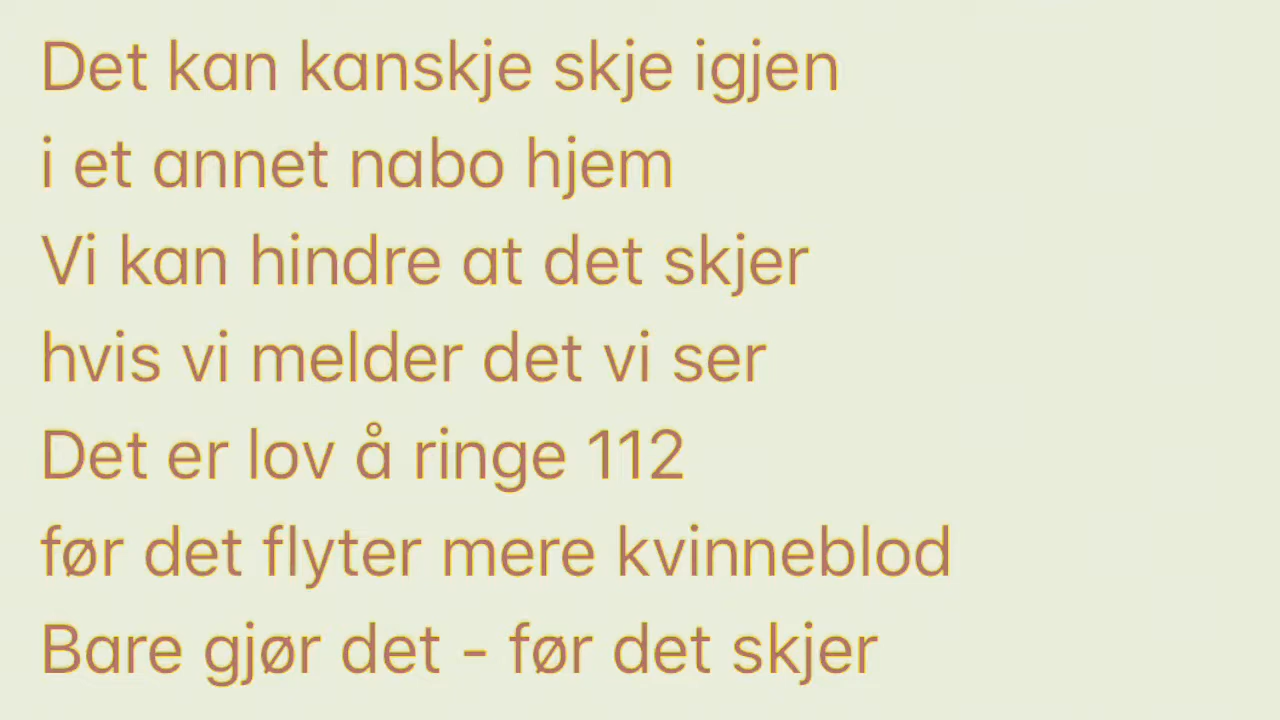 Det kan kanskje skje igjen
i et annet nabo hjem
Vi kan hindre at det skjer
hvis vi melder det vi ser
Det er lov å ringe 112
før det flyter mere kvinneblod
Bare gjør det - før det skjer